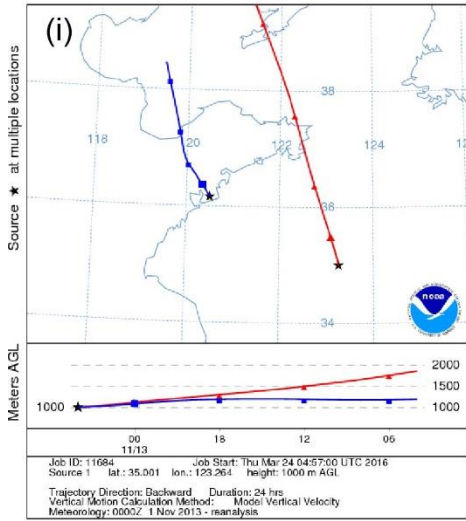 (i)
Source ★ at multiple locations
38
118
120
122
124
36
34
noaa
Meters AGL
2000
1500
1000
1000
00
18
12
06
11/13
Job ID: 11684 Job Start: Thu Mar 24 04:57:00 UTC 2016
Source 1 lat.: 35.001 lon.: 123.264 height: 1000 m AGL
Trajectory Direction: Backward Duration: 24 hrs
Vertical Motion Calculation Method: Model Vertical Velocity
Meteorology: 0000Z 1 Nov 2013 - reanalysis